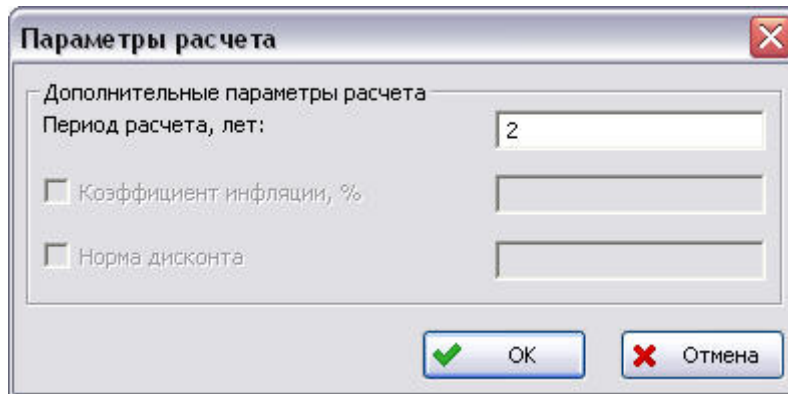 Параметры расчета
Дополнительные параметры расчета
Период расчета, лет:
2
Коэффициент инфляции, %
Норма дисконта
OK
Отмена